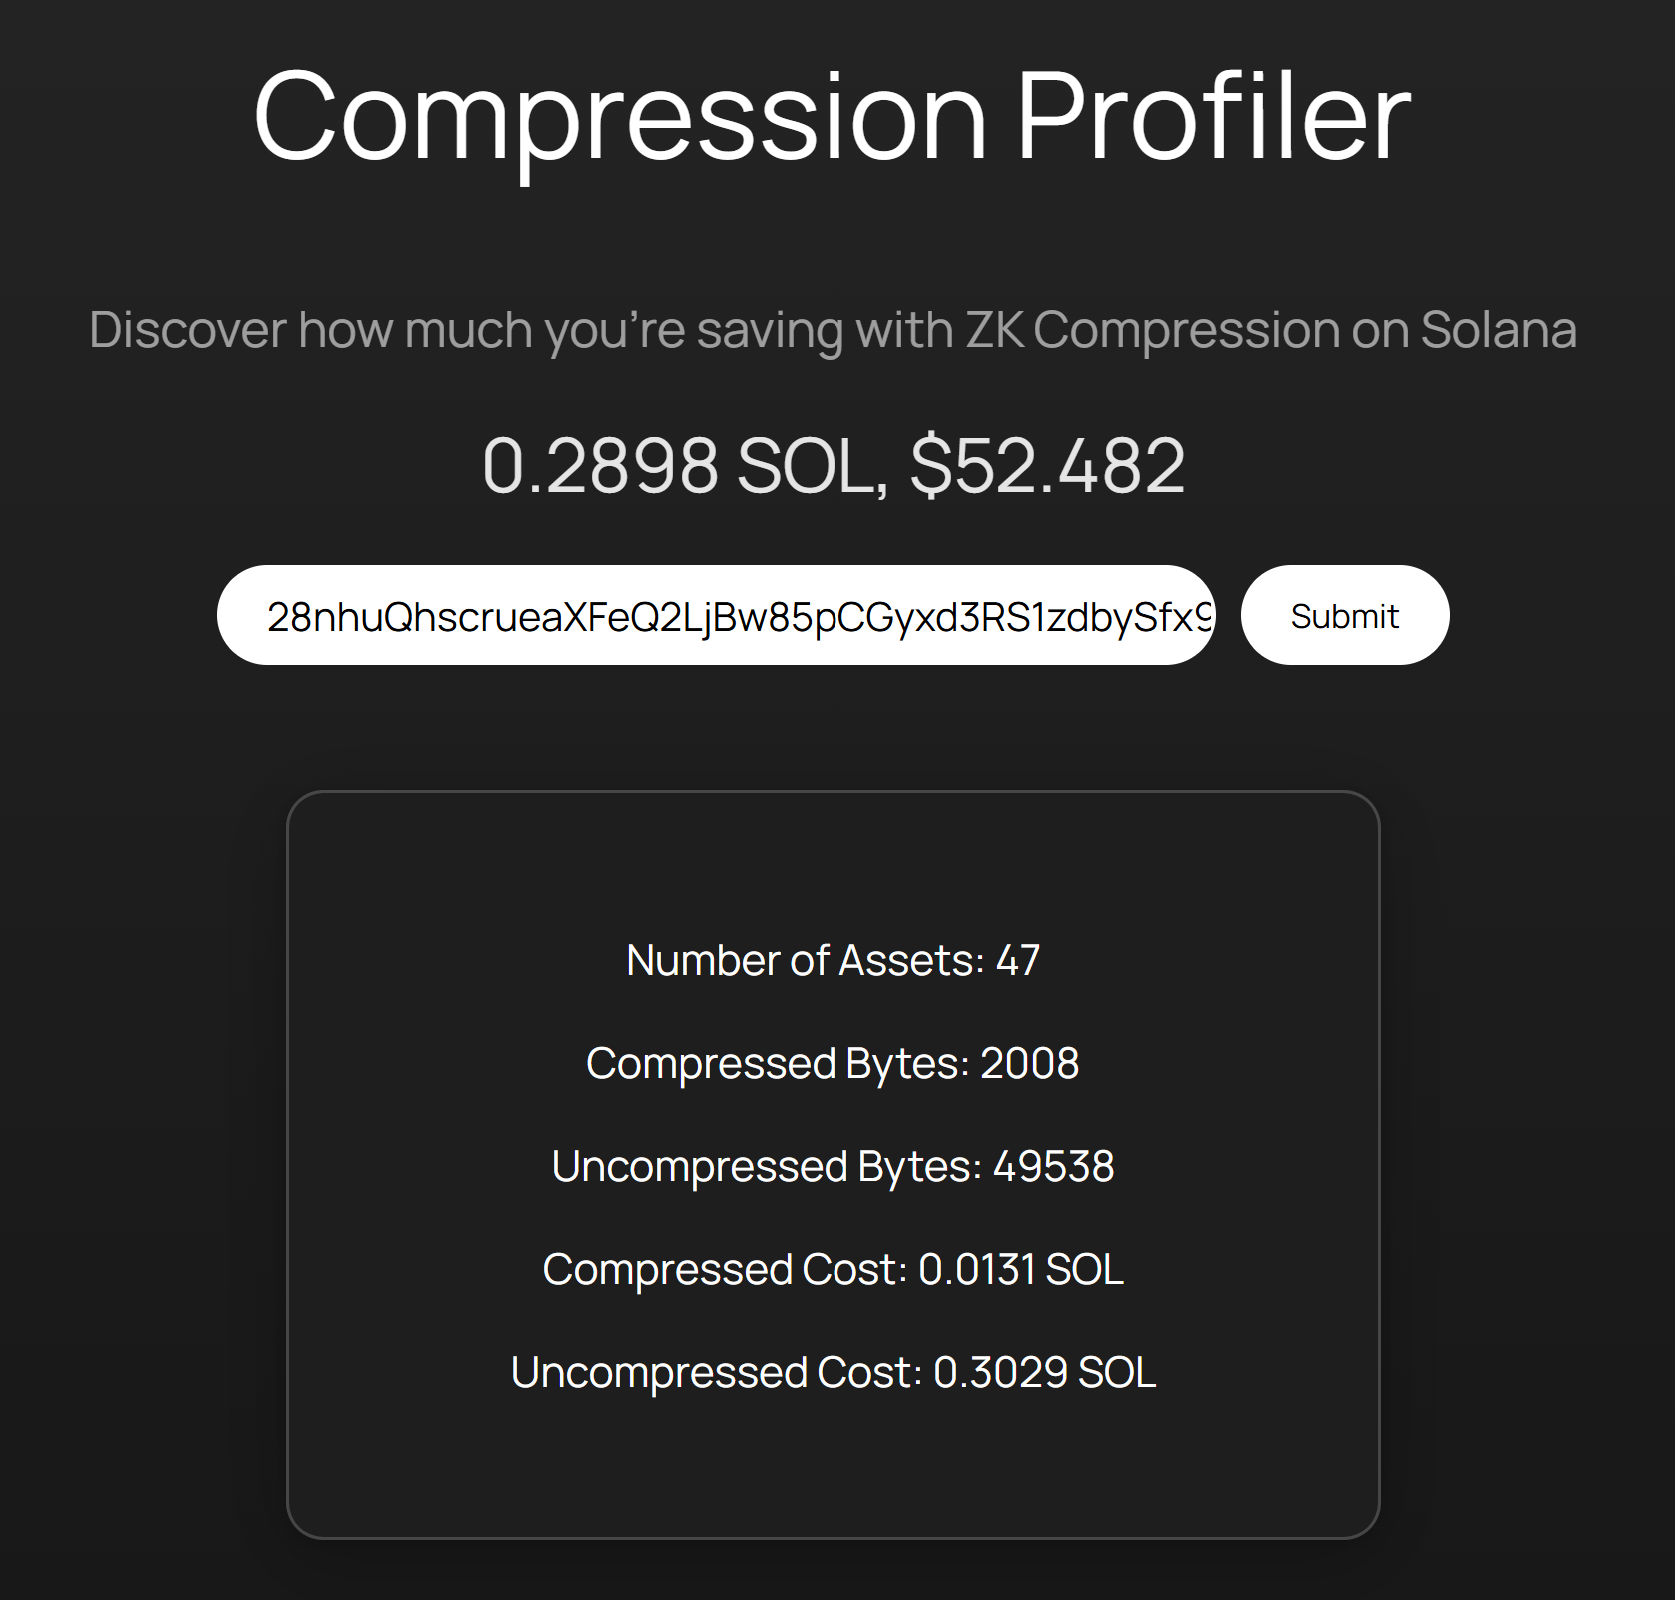 Compression Profiler
Discover how much you're saving with ZK Compression on Solana
0.2898 SOL, $52.482
28nhuQhscrueaXFeQ2LjBw85pCGyxd3RS1zdbySfx9 Submit
Number of Assets: 47
Compressed Bytes: 2008
Uncompressed Bytes: 49538
Compressed Cost: 0.0131 SOL
Uncompressed Cost: 0.3029 SOL